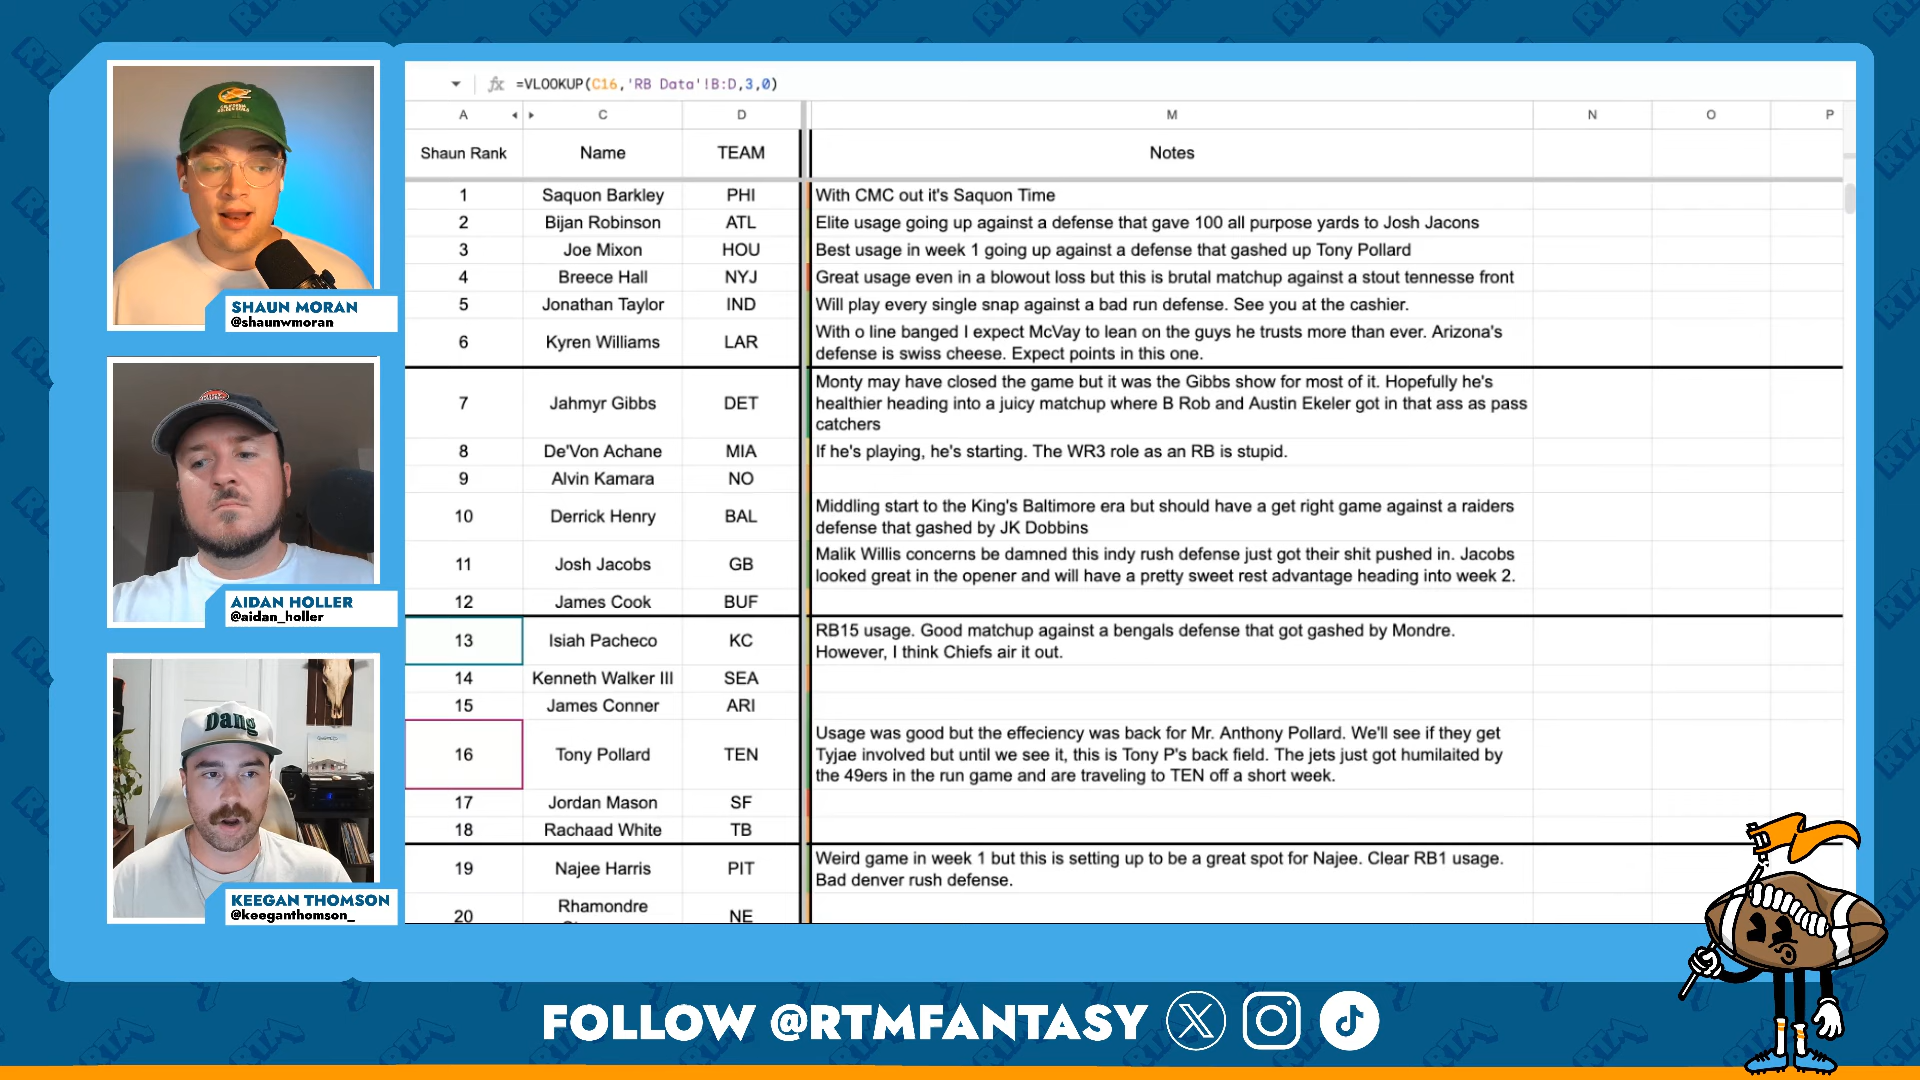 SHAUN MORAN
@shaunwmoran
AIDAN HOLLER
@aidan_holler
Dang
KEEGAN THOMSON
@keeganthomson_
fx =VLOOKUP(C16,'RB Data'!B:D,3,0)
A C D M N O P
Shaun Rank Name TEAM Notes
1 Saquon Barkley PHI With CMC out it's Saquon Time
2 Bijan Robinson ATL Elite usage going up against a defense that gave 100 all purpose yards to Josh Jacons
3 Joe Mixon HOU Best usage in week 1 going up against a defense that gashed up Tony Pollard
4 Breece Hall NYJ Great usage even in a blowout loss but this is brutal matchup against a stout tennesse front
5 Jonathan Taylor IND Will play every single snap against a bad run defense. See you at the cashier.
6 Kyren Williams LAR With o line banged I expect McVay to lean on the guys he trusts more than ever. Arizona's
defense is swiss cheese. Expect points in this one.
7 Jahmyr Gibbs DET Monty may have closed the game but it was the Gibbs show for most of it. Hopefully he's
healthier heading into a juicy matchup where B Rob and Austin Ekeler got in that ass as pass
catchers
8 De'Von Achane MIA If he's playing, he's starting. The WR3 role as an RB is stupid.
9 Alvin Kamara NO
10 Derrick Henry BAL Middling start to the King's Baltimore era but should have a get right game against a raiders
defense that gashed by JK Dobbins
11 Josh Jacobs GB Malik Willis concerns be damned this indy rush defense just got their shit pushed in. Jacobs
looked great in the opener and will have a pretty sweet rest advantage heading into week 2.
12 James Cook BUF
13 Isiah Pacheco KC RB15 usage. Good matchup against a bengals defense that got gashed by Mondre.
However, I think Chiefs air it out.
14 Kenneth Walker III SEA
15 James Conner ARI
16 Tony Pollard TEN Usage was good but the effeciency was back for Mr. Anthony Pollard. We'll see if they get
Tyjae involved but until we see it, this is Tony P's back field. The jets just got humilaited by
the 49ers in the run game and are traveling to TEN off a short week.
17 Jordan Mason SF
18 Rachaad White TB
19 Najee Harris PIT Weird game in week 1 but this is setting up to be a great spot for Najee. Clear RB1 usage.
Bad denver rush defense.
20 Rhamondre NE
FOLLOW @RTMFANTASY